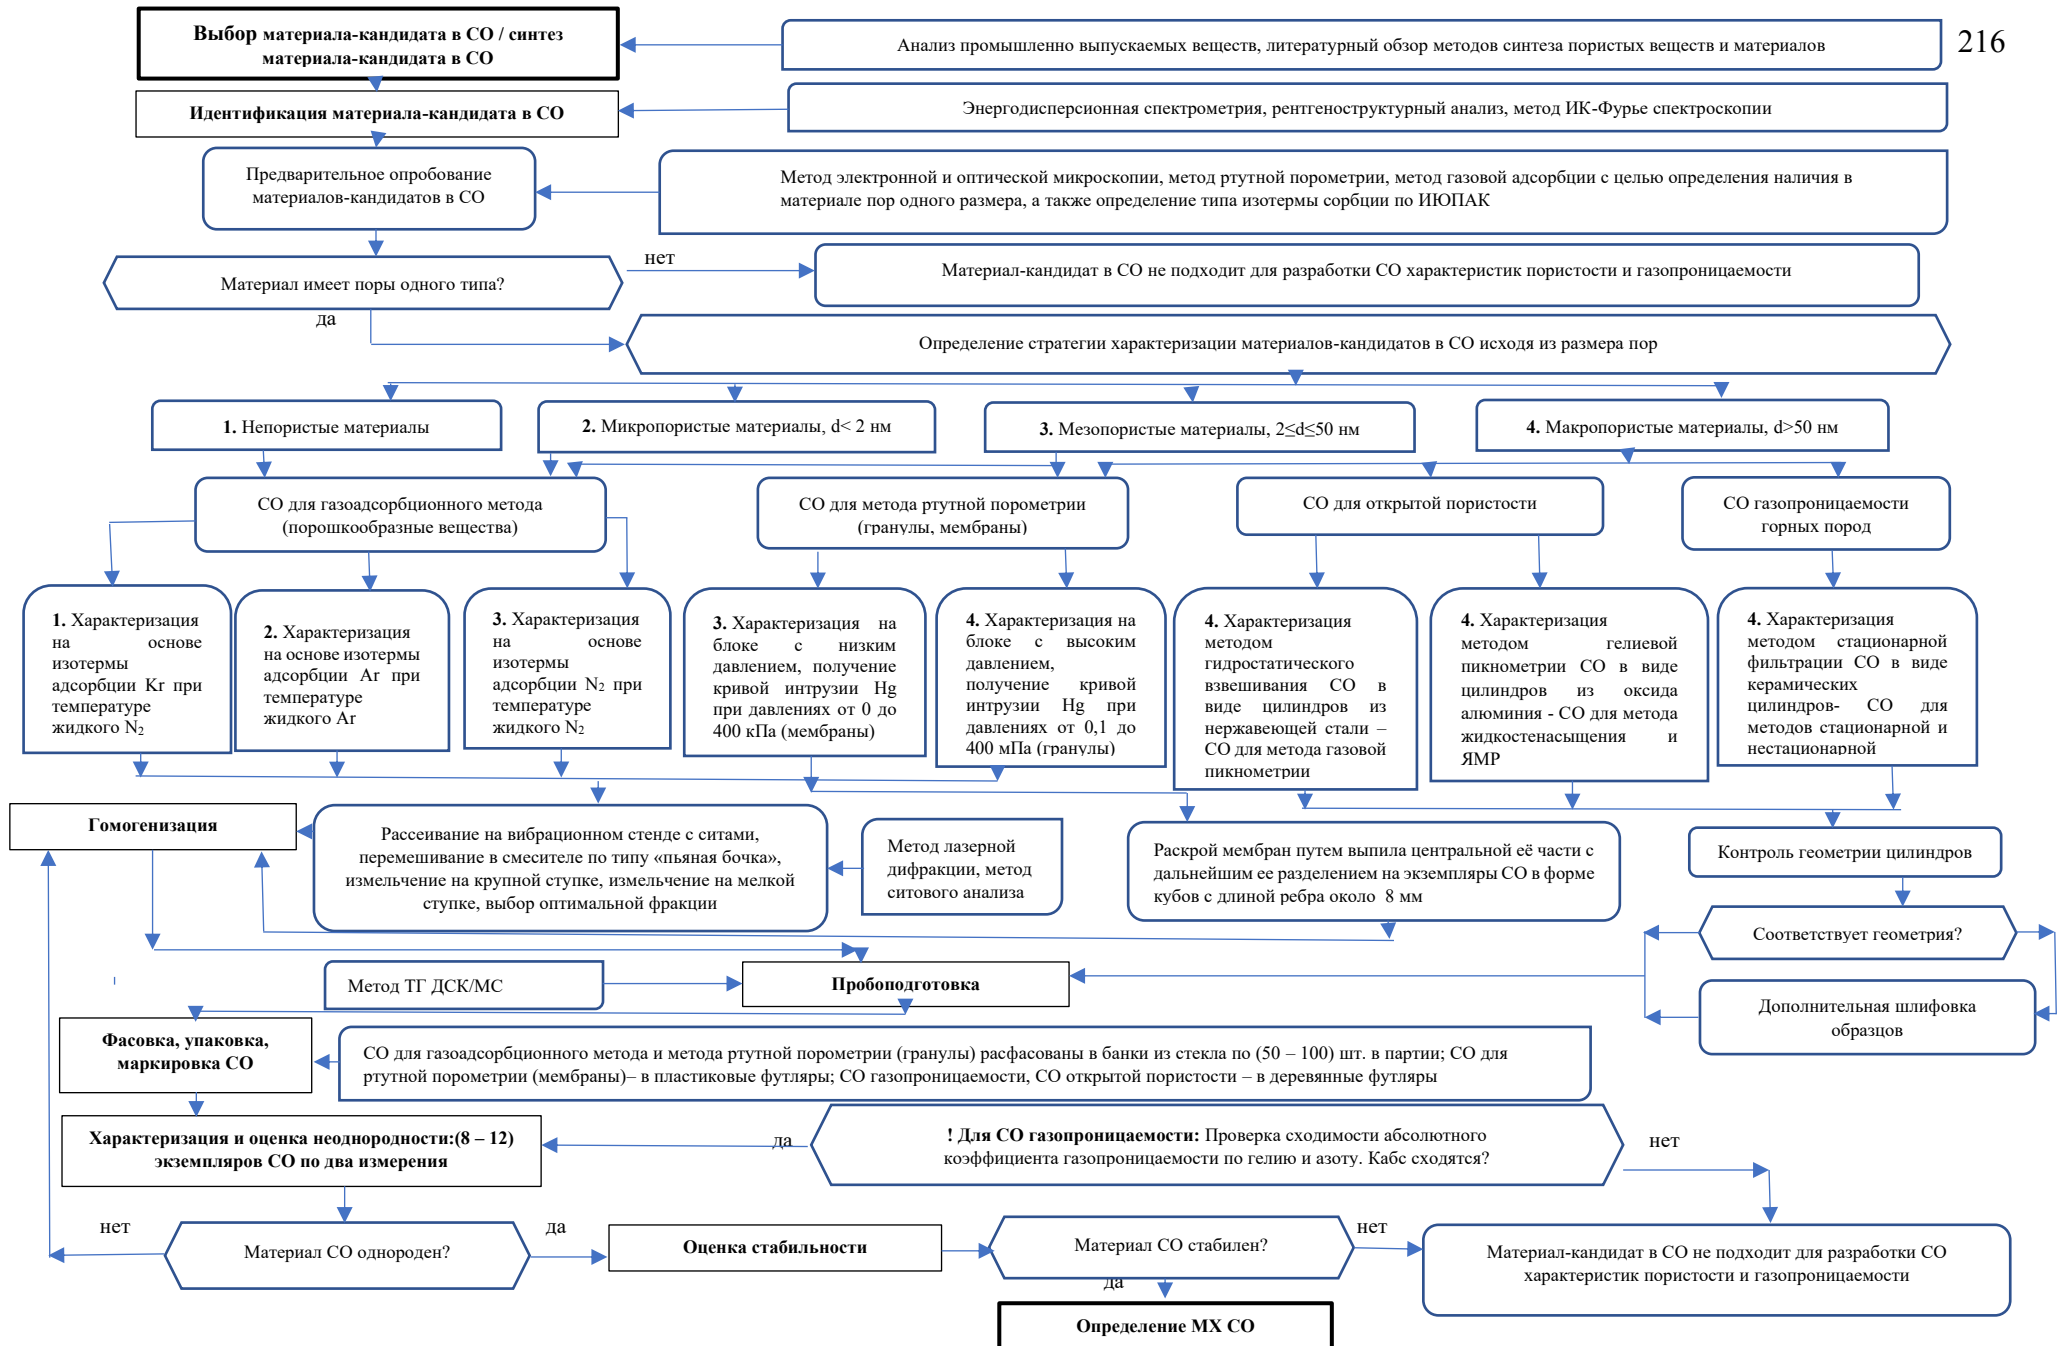 Выбор материала-кандидата в СО / синтез
материала-кандидата в СО
Анализ промышленно выпускаемых веществ, литературный обзор методов синтеза пористых веществ и материалов
216
Идентификация материала-кандидата в СО
Энергодисперсионная спектрометрия, рентгеноструктурный анализ, метод ИК-Фурье спектроскопии
Предварительное опробование
материалов-кандидатов в СО
Метод электронной и оптической микроскопии, метод ртутной порометрии, метод газовой адсорбции с целью определения наличия в
материале пор одного размера, а также определение типа изотермы сорбции по ИЮПАК
Материал имеет поры одного типа?
нет
Материал-кандидат в СО не подходит для разработки СО характеристик пористости и газопроницаемости
да
Определение стратегии характеризации материалов-кандидатов в СО исходя из размера пор
1. Непористые материалы
2. Микропористые материалы, d< 2 нм
3. Мезопористые материалы, 2≤d≤50 нм
4. Макропористые материалы, d>50 нм
СО для газоадсорбционного метода
(порошкообразные вещества)
СО для метода ртутной порометрии
(гранулы, мембраны)
СО для открытой пористости
СО газопроницаемости
горных пород
1. Характеризация
на основе
изотермы
адсорбции Kr при
температуре
жидкого N2
2. Характеризация
на основе изотермы
адсорбции Ar при
температуре
жидкого Ar
3. Характеризация
на основе
изотермы
адсорбции N2 при
температуре
жидкого N2
3. Характеризация на
блоке с низким
давлением, получение
кривой интрузии Hg
при давлениях от 0 до
400 кПа (мембраны)
4. Характеризация на
блоке с высоким
давлением,
получение кривой
интрузии Hg при
давлениях от 0,1 до
400 мПа (гранулы)
4. Характеризация
методом
гидростатического
взвешивания СО в
виде цилиндров из
нержавеющей стали –
СО для метода газовой
пикнометрии
4. Характеризация
методом гелиевой
пикнометрии СО в виде
цилиндров из оксида
алюминия - СО для метода
жидкостенасыщения и
ЯМР
4. Характеризация
методом стационарной
фильтрации СО в виде
керамических
цилиндров- СО для
методов стационарной и
нестационарной
Гомогенизация
Рассеивание на вибрационном стенде с ситами,
перемешивание в смесителе по типу «пьяная бочка»,
измельчение на крупной ступке, измельчение на мелкой
ступке, выбор оптимальной фракции
Метод лазерной
дифракции, метод
ситового анализа
Раскрой мембран путем выпила центральной её части с
дальнейшим ее разделением на экземпляры СО в форме
кубов с длиной ребра около 8 мм
Контроль геометрии цилиндров
Соответствует геометрия?
Метод ТГ ДСК/МС
Пробоподготовка
Дополнительная шлифовка
образцов
Фасовка, упаковка,
маркировка СО
СО для газоадсорбционного метода и метода ртутной порометрии (гранулы) расфасованы в банки из стекла по (50 – 100) шт. в партии; СО для
ртутной порометрии (мембраны)– в пластиковые футляры; СО газопроницаемости, СО открытой пористости – в деревянные футляры
Характеризация и оценка неоднородности:(8 – 12)
экземпляров СО по два измерения
да
! Для СО газопроницаемости: Проверка сходимости абсолютного
коэффициента газопроницаемости по гелию и азоту. Кабс сходятся?
нет
нет
Материал СО однороден?
да
Оценка стабильности
Материал СО стабилен?
нет
Материал-кандидат в СО не подходит для разработки СО
характеристик пористости и газопроницаемости
да
Определение МХ СО